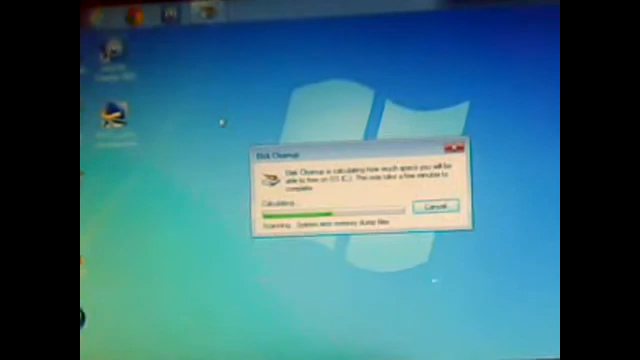 Disk Cleanup
Disk Cleanup is calculating how much space you will be
able to free on OS (C:). This may take a few minutes to
complete.
Calculating...
Cancel
Scanning: System error memory dump files